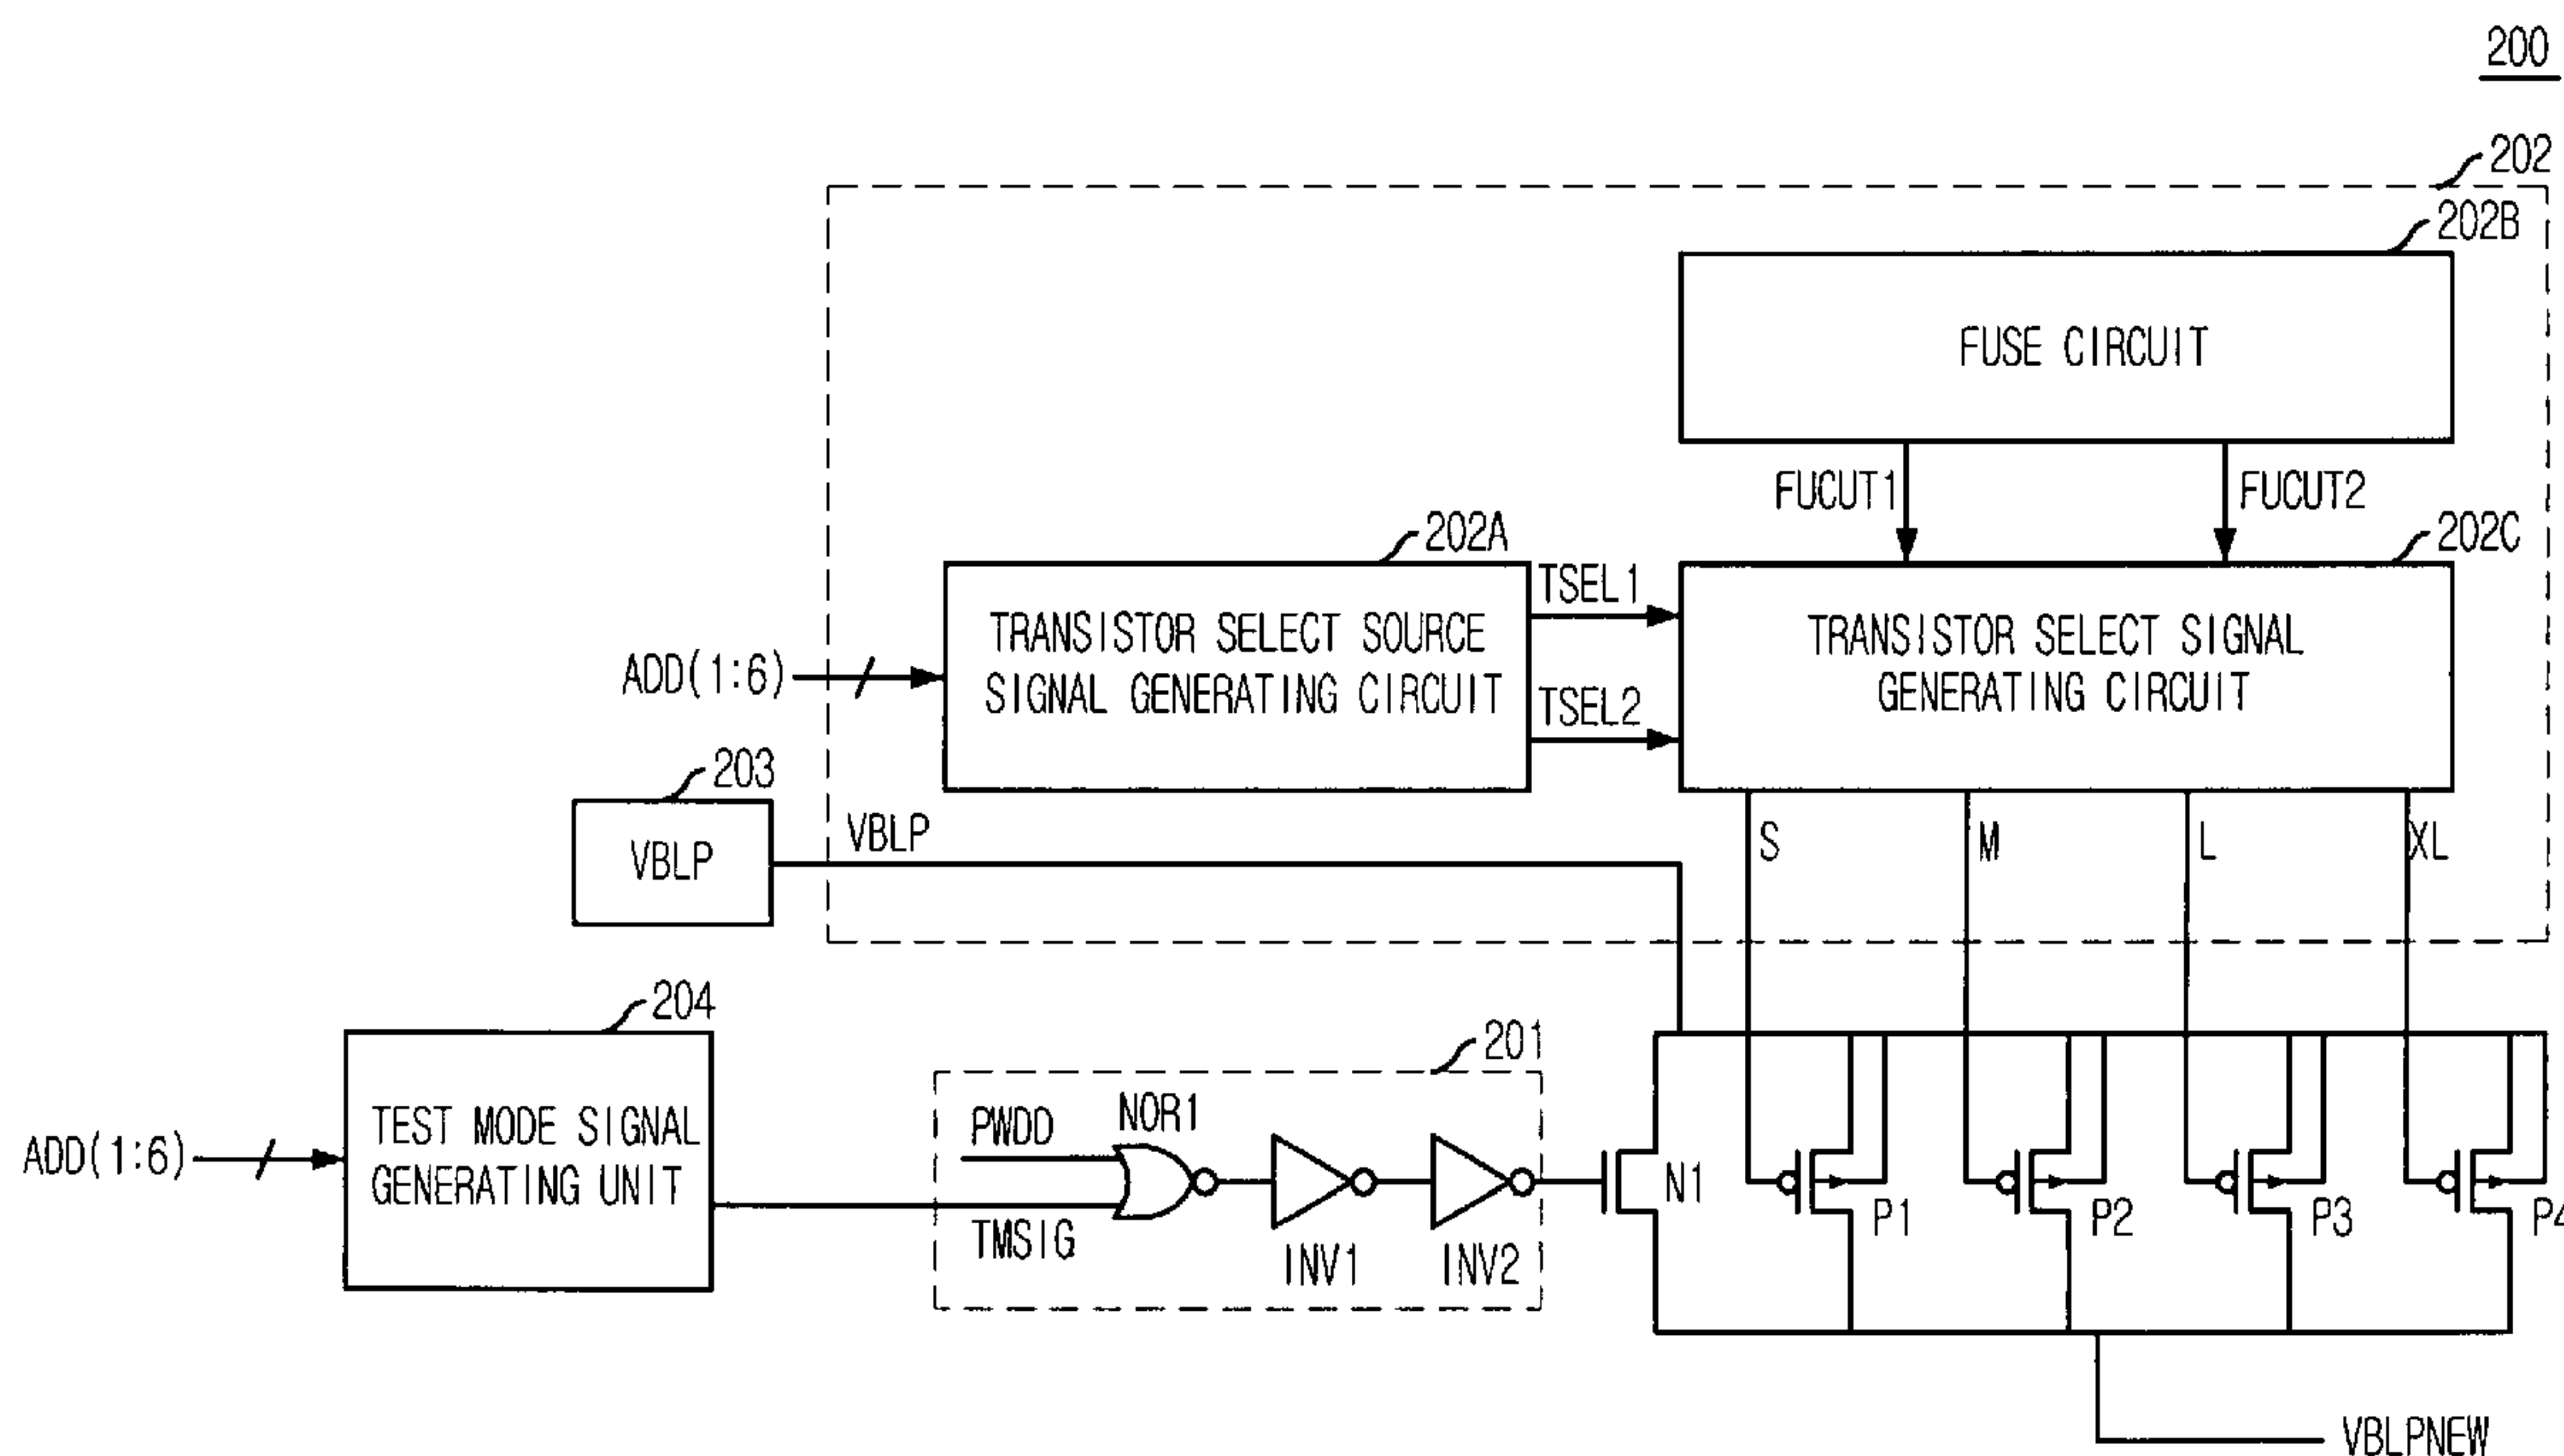 200
202
202B
FUSE CIRCUIT
FUCUT1
FUCUT2
202A
202C
TSEL1
TRANSISTOR SELECT SOURCE
SIGNAL GENERATING CIRCUIT
TRANSISTOR SELECT SIGNAL
GENERATING CIRCUIT
ADD(1:6)
TSEL2
203
VBLP
VBLP
S
M
L
XL
204
201
TEST MODE SIGNAL
GENERATING UNIT
ADD(1:6)
PWDD
NOR1
TMSIG
INV1
INV2
N1
P1
P2
P3
P4
VBLPNEW